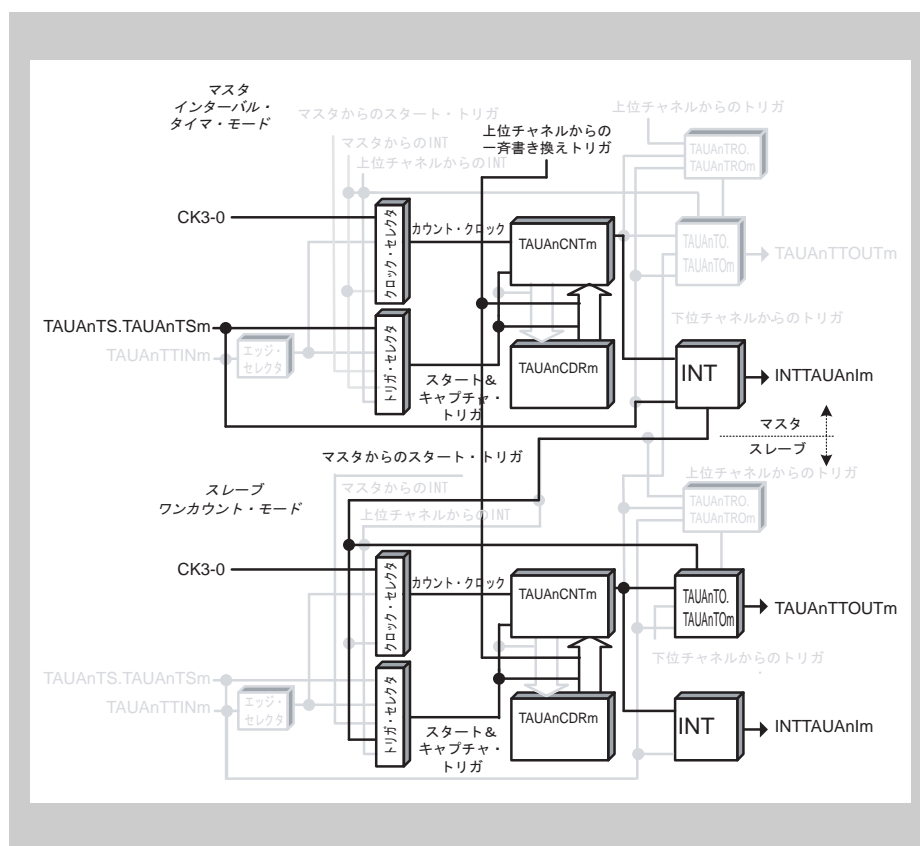 マスタ
インターバル・
タイマ・モード
マスタからのスタート・トリガ
マスタからのINT
上位チャネルからのINT
上位チャネルからの
一斉書き換えトリガ
上位チャネルからのトリガ
TAUAnTRO.
TAUAnTROm
CK3-0
クロック・セレクタ
カウント・クロック
TAUAnCNTm
TAUAnTO.
TAUAnTOm
TAUAnTTOUTm
下位チャネルからのトリガ
TAUAnTS.TAUAnTSm
TAUAnTTINm
エッジ・
セレクタ
トリガ・セレクタ
スタート&
キャプチャ・
トリガ
TAUAnCDRm
INT
INTTAUAnIm
マスタ
スレーブ
マスタからのスタート・トリガ
マスタからのINT
上位チャネルからのINT
スレーブ
ワンカウント・モード
上位チャネルからのトリガ
TAUAnTRO.
TAUAnTROm
CK3-0
クロック・セレクタ
カウント・クロック
TAUAnCNTm
TAUAnTO.
TAUAnTOm
TAUAnTTOUTm
下位チャネルからのトリガ
TAUAnTS.TAUAnTSm
TAUAnTTINm
エッジ・
セレクタ
トリガ・セレクタ
スタート&
キャプチャ・
トリガ
TAUAnCDRm
INT
INTTAUAnIm